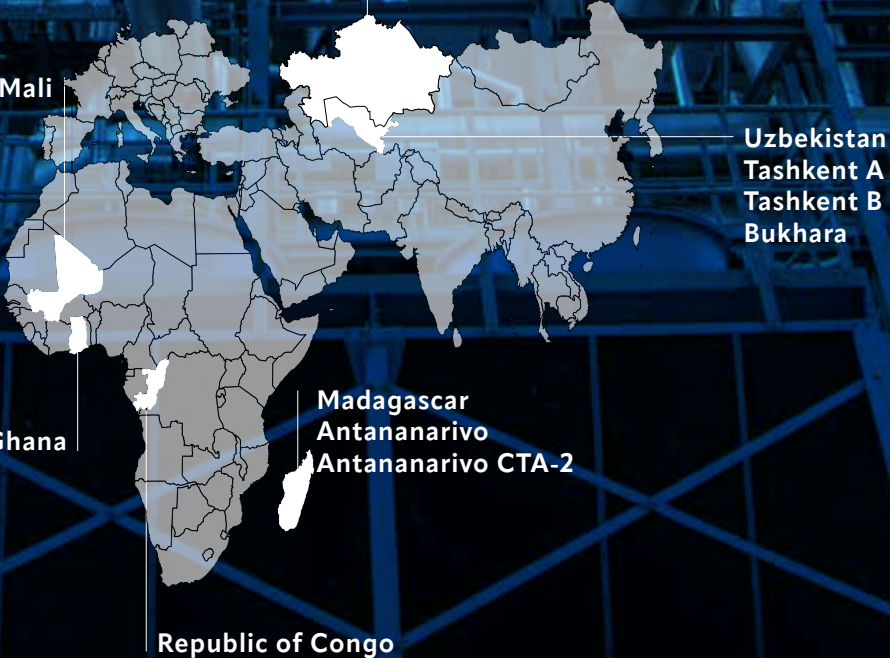 Mali
Uzbekistan
Tashkent A
Tashkent B
Bukhara
Madagascar
Antananarivo
Antananarivo CTA-2
Ghana
Republic of Congo